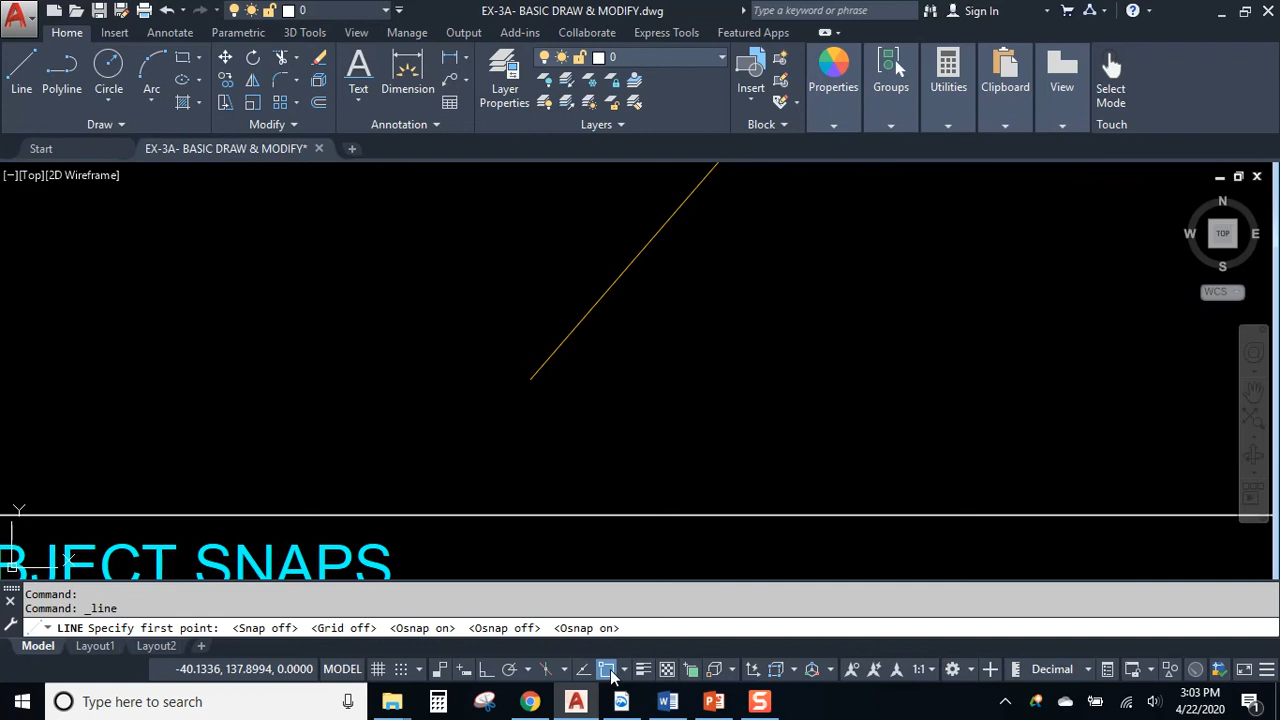 A 0 EX-3A- BASIC DRAW & MODIFY.dwg Type a keyword or phrase Sign In ?
Home Insert Annotate Parametric 3D Tools View Manage Output Add-ins Collaborate Express Tools Featured Apps
0
Line Polyline Circle Arc Text Dimension Layer Properties Insert Properties Groups Utilities Clipboard View Select Mode
Draw Modify Annotation Layers Block Touch
Start EX-3A- BASIC DRAW & MODIFY* +
[−][Top][2D Wireframe]
N
W TOP E
S
WCS
Y
X
BJECT SNAPS
Command:
Command: _line
LINE Specify first point: <Snap off> <Grid off> <Osnap on> <Osnap off> <Osnap on>
Model Layout1 Layout2 +
-40.1336, 137.8994, 0.0000 MODEL 1:1 Decimal
Type here to search 3:03 PM
4/22/2020